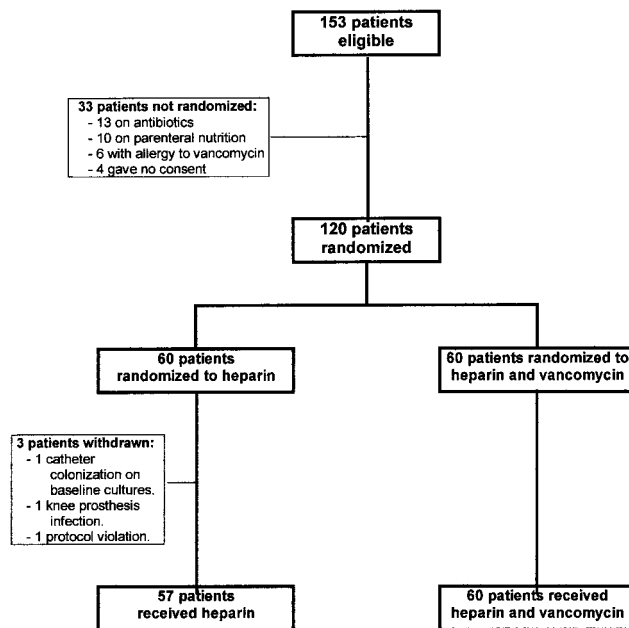 153 patients
eligible
33 patients not randomized:
- 13 on antibiotics
- 10 on parenteral nutrition
- 6 with allergy to vancomycin
- 4 gave no consent
120 patients
randomized
60 patients
randomized to heparin
60 patients randomized to
heparin and vancomycin
3 patients withdrawn:
- 1 catheter
colonization on
baseline cultures.
- 1 knee prosthesis
infection.
- 1 protocol violation.
57 patients
received heparin
60 patients received
heparin and vancomycin